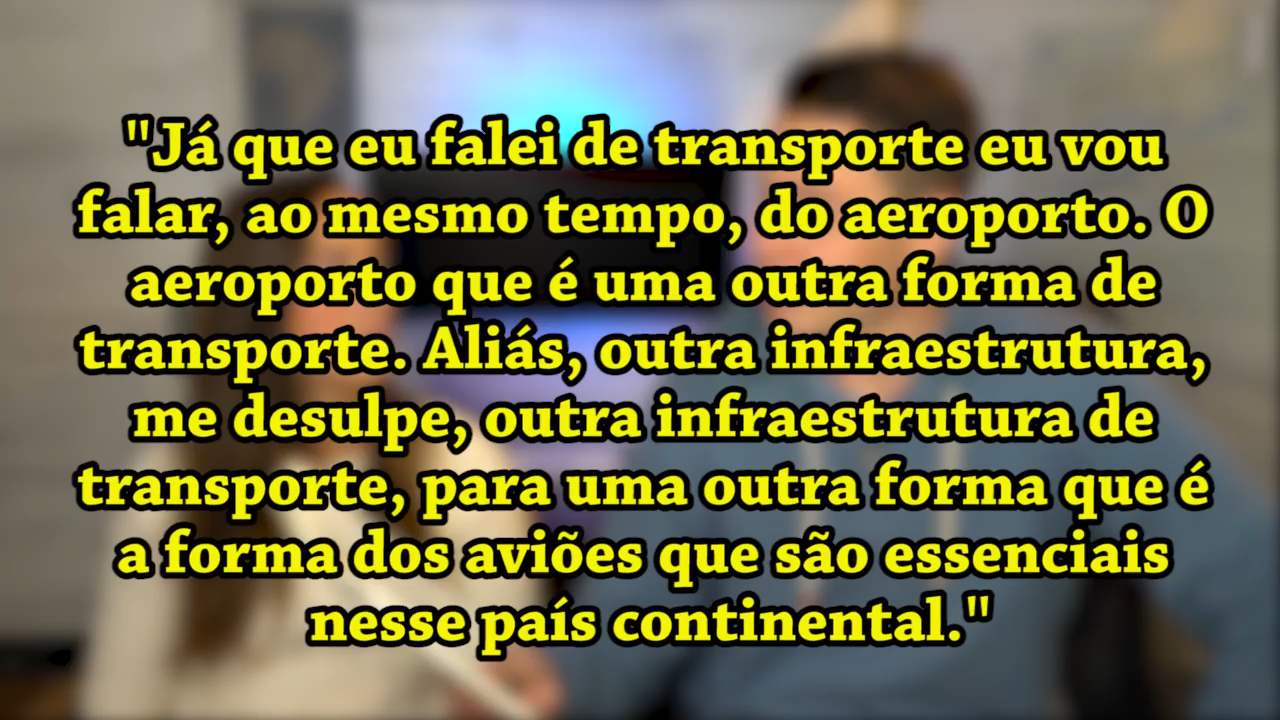 "Já que eu falei de transporte eu vou
falar, ao mesmo tempo, do aeroporto. O
aeroporto que é uma outra forma de
transporte. Aliás, outra infraestrutura,
me desulpe, outra infraestrutura de
transporte, para uma outra forma que é
a forma dos aviões que são essenciais
nesse país continental."